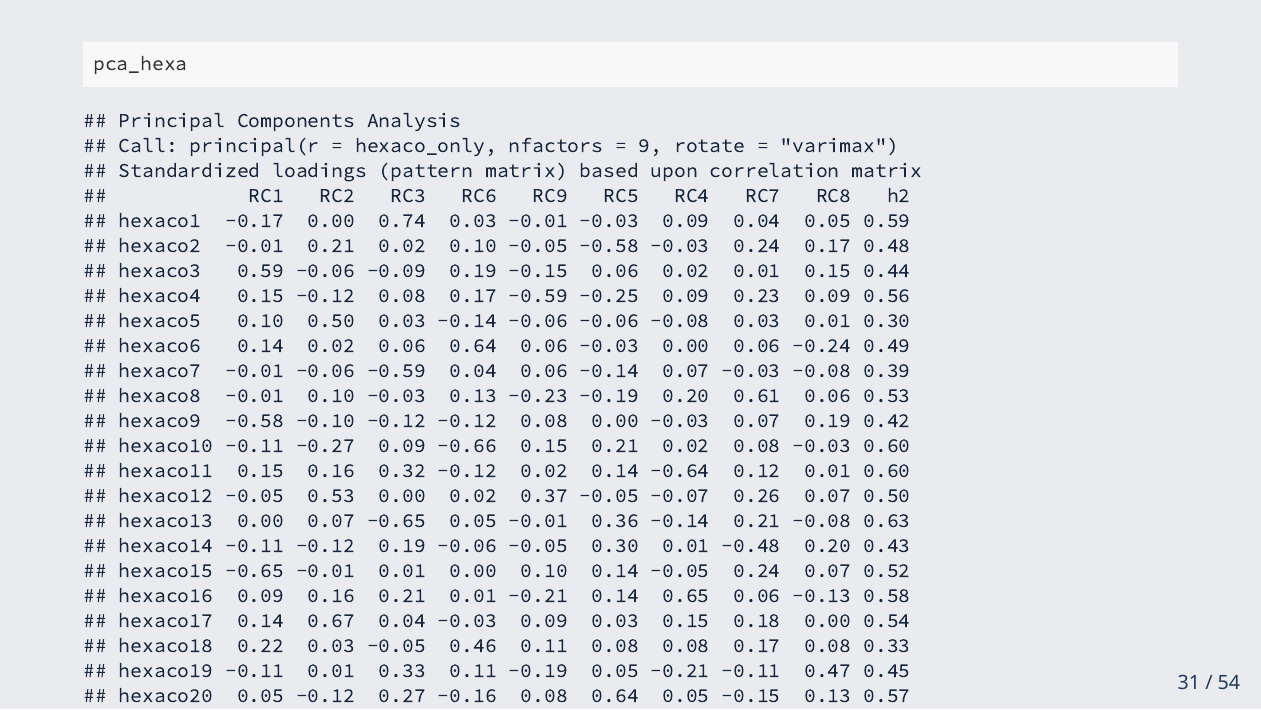 pca_hexa
## Principal Components Analysis
## Call: principal(r = hexaco_only, nfactors = 9, rotate = "varimax")
## Standardized loadings (pattern matrix) based upon correlation matrix
##            RC1   RC2   RC3   RC6   RC9   RC5   RC4   RC7   RC8   h2
## hexaco1  -0.17  0.00  0.74  0.03 -0.01 -0.03  0.09  0.04  0.05 0.59
## hexaco2  -0.01  0.21  0.02  0.10 -0.05 -0.58 -0.03  0.24  0.17 0.48
## hexaco3   0.59 -0.06 -0.09  0.19 -0.15  0.06  0.02  0.01  0.15 0.44
## hexaco4   0.15 -0.12  0.08  0.17 -0.59 -0.25  0.09  0.23  0.09 0.56
## hexaco5   0.10  0.50  0.03 -0.14 -0.06 -0.06 -0.08  0.03  0.01 0.30
## hexaco6   0.14  0.02  0.06  0.64  0.06 -0.03  0.00  0.06 -0.24 0.49
## hexaco7  -0.01 -0.06 -0.59  0.04  0.06 -0.14  0.07 -0.03 -0.08 0.39
## hexaco8  -0.01  0.10 -0.03  0.13 -0.23 -0.19  0.20  0.61  0.06 0.53
## hexaco9  -0.58 -0.10 -0.12 -0.12  0.08  0.00 -0.03  0.07  0.19 0.42
## hexaco10 -0.11 -0.27  0.09 -0.66  0.15  0.21  0.02  0.08 -0.03 0.60
## hexaco11  0.15  0.16  0.32 -0.12  0.02  0.14 -0.64  0.12  0.01 0.60
## hexaco12 -0.05  0.53  0.00  0.02  0.37 -0.05 -0.07  0.26  0.07 0.50
## hexaco13  0.00  0.07 -0.65  0.05 -0.01  0.36 -0.14  0.21 -0.08 0.63
## hexaco14 -0.11 -0.12  0.19 -0.06 -0.05  0.30  0.01 -0.48  0.20 0.43
## hexaco15 -0.65 -0.01  0.01  0.00  0.10  0.14 -0.05  0.24  0.07 0.52
## hexaco16  0.09  0.16  0.21  0.01 -0.21  0.14  0.65  0.06 -0.13 0.58
## hexaco17  0.14  0.67  0.04 -0.03  0.09  0.03  0.15  0.18  0.00 0.54
## hexaco18  0.22  0.03 -0.05  0.46  0.11  0.08  0.08  0.17  0.08 0.33
## hexaco19 -0.11  0.01  0.33  0.11 -0.19  0.05 -0.21 -0.11  0.47 0.45
## hexaco20  0.05 -0.12  0.27 -0.16  0.08  0.64  0.05 -0.15  0.13 0.57
31 / 54